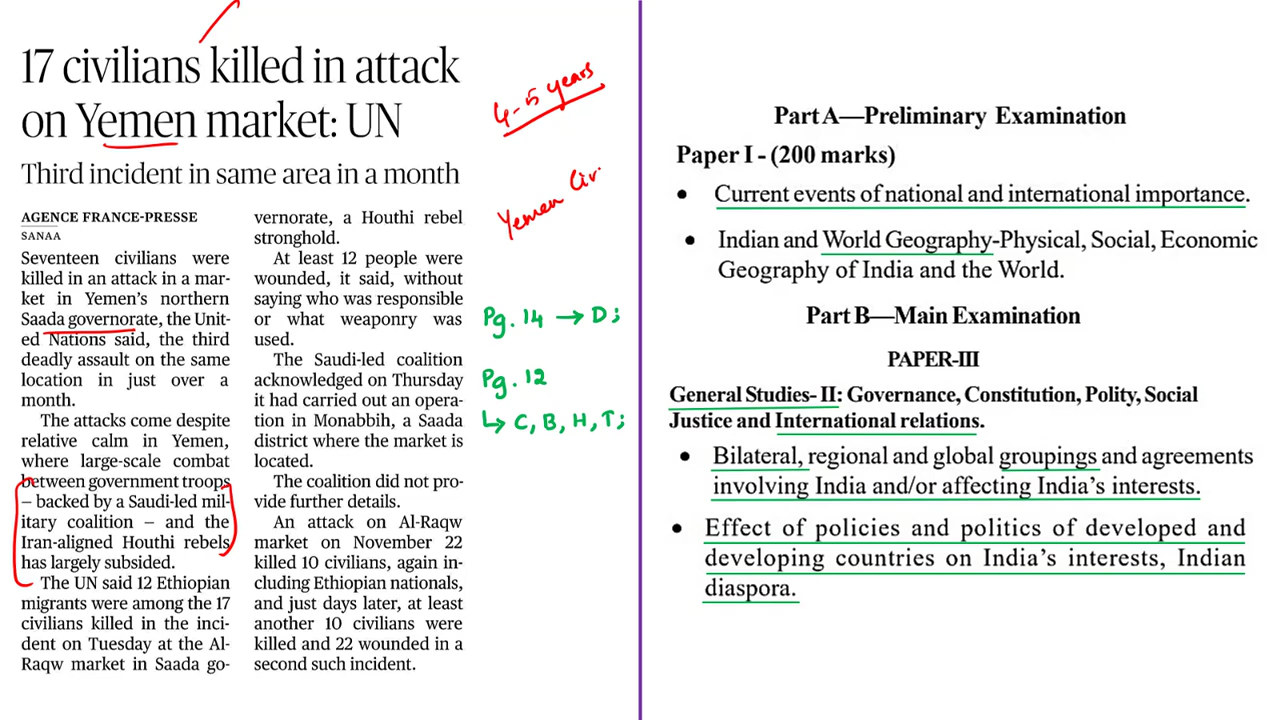 17 civilians killed in attack
on Yemen market: UN
Third incident in same area in a month
AGENCE FRANCE-PRESSE
SANAA
Seventeen civilians were
killed in an attack in a mar-
ket in Yemen’s northern
Saada governorate, the Unit-
ed Nations said, the third
deadly assault on the same
location in just over a
month.
The attacks come despite
relative calm in Yemen,
where large-scale combat
between government troops
– backed by a Saudi-led mil-
itary coalition – and the
Iran-aligned Houthi rebels
has largely subsided.
The UN said 12 Ethiopian
migrants were among the 17
civilians killed in the inci-
dent on Tuesday at the Al-
Raqw market in Saada go-
vernorate, a Houthi rebel
stronghold.
At least 12 people were
wounded, it said, without
saying who was responsible
or what weaponry was
used.
The Saudi-led coalition
acknowledged on Thursday
it had carried out an opera-
tion in Monabbih, a Saada
district where the market is
located.
The coalition did not pro-
vide further details.
An attack on Al-Raqw
market on November 22
killed 10 civilians, again in-
cluding Ethiopian nationals,
and just days later, at least
another 10 civilians were
killed and 22 wounded in a
second such incident.
4-5 years
Yemen Civ.
Pg. 14 → D;
Pg. 12
↳ C, B, H, T;
Part A—Preliminary Examination
Paper I - (200 marks)
• Current events of national and international importance.
• Indian and World Geography-Physical, Social, Economic
Geography of India and the World.
Part B—Main Examination
PAPER-III
General Studies- II: Governance, Constitution, Polity, Social
Justice and International relations.
• Bilateral, regional and global groupings and agreements
involving India and/or affecting India’s interests.
• Effect of policies and politics of developed and
developing countries on India’s interests, Indian
diaspora.